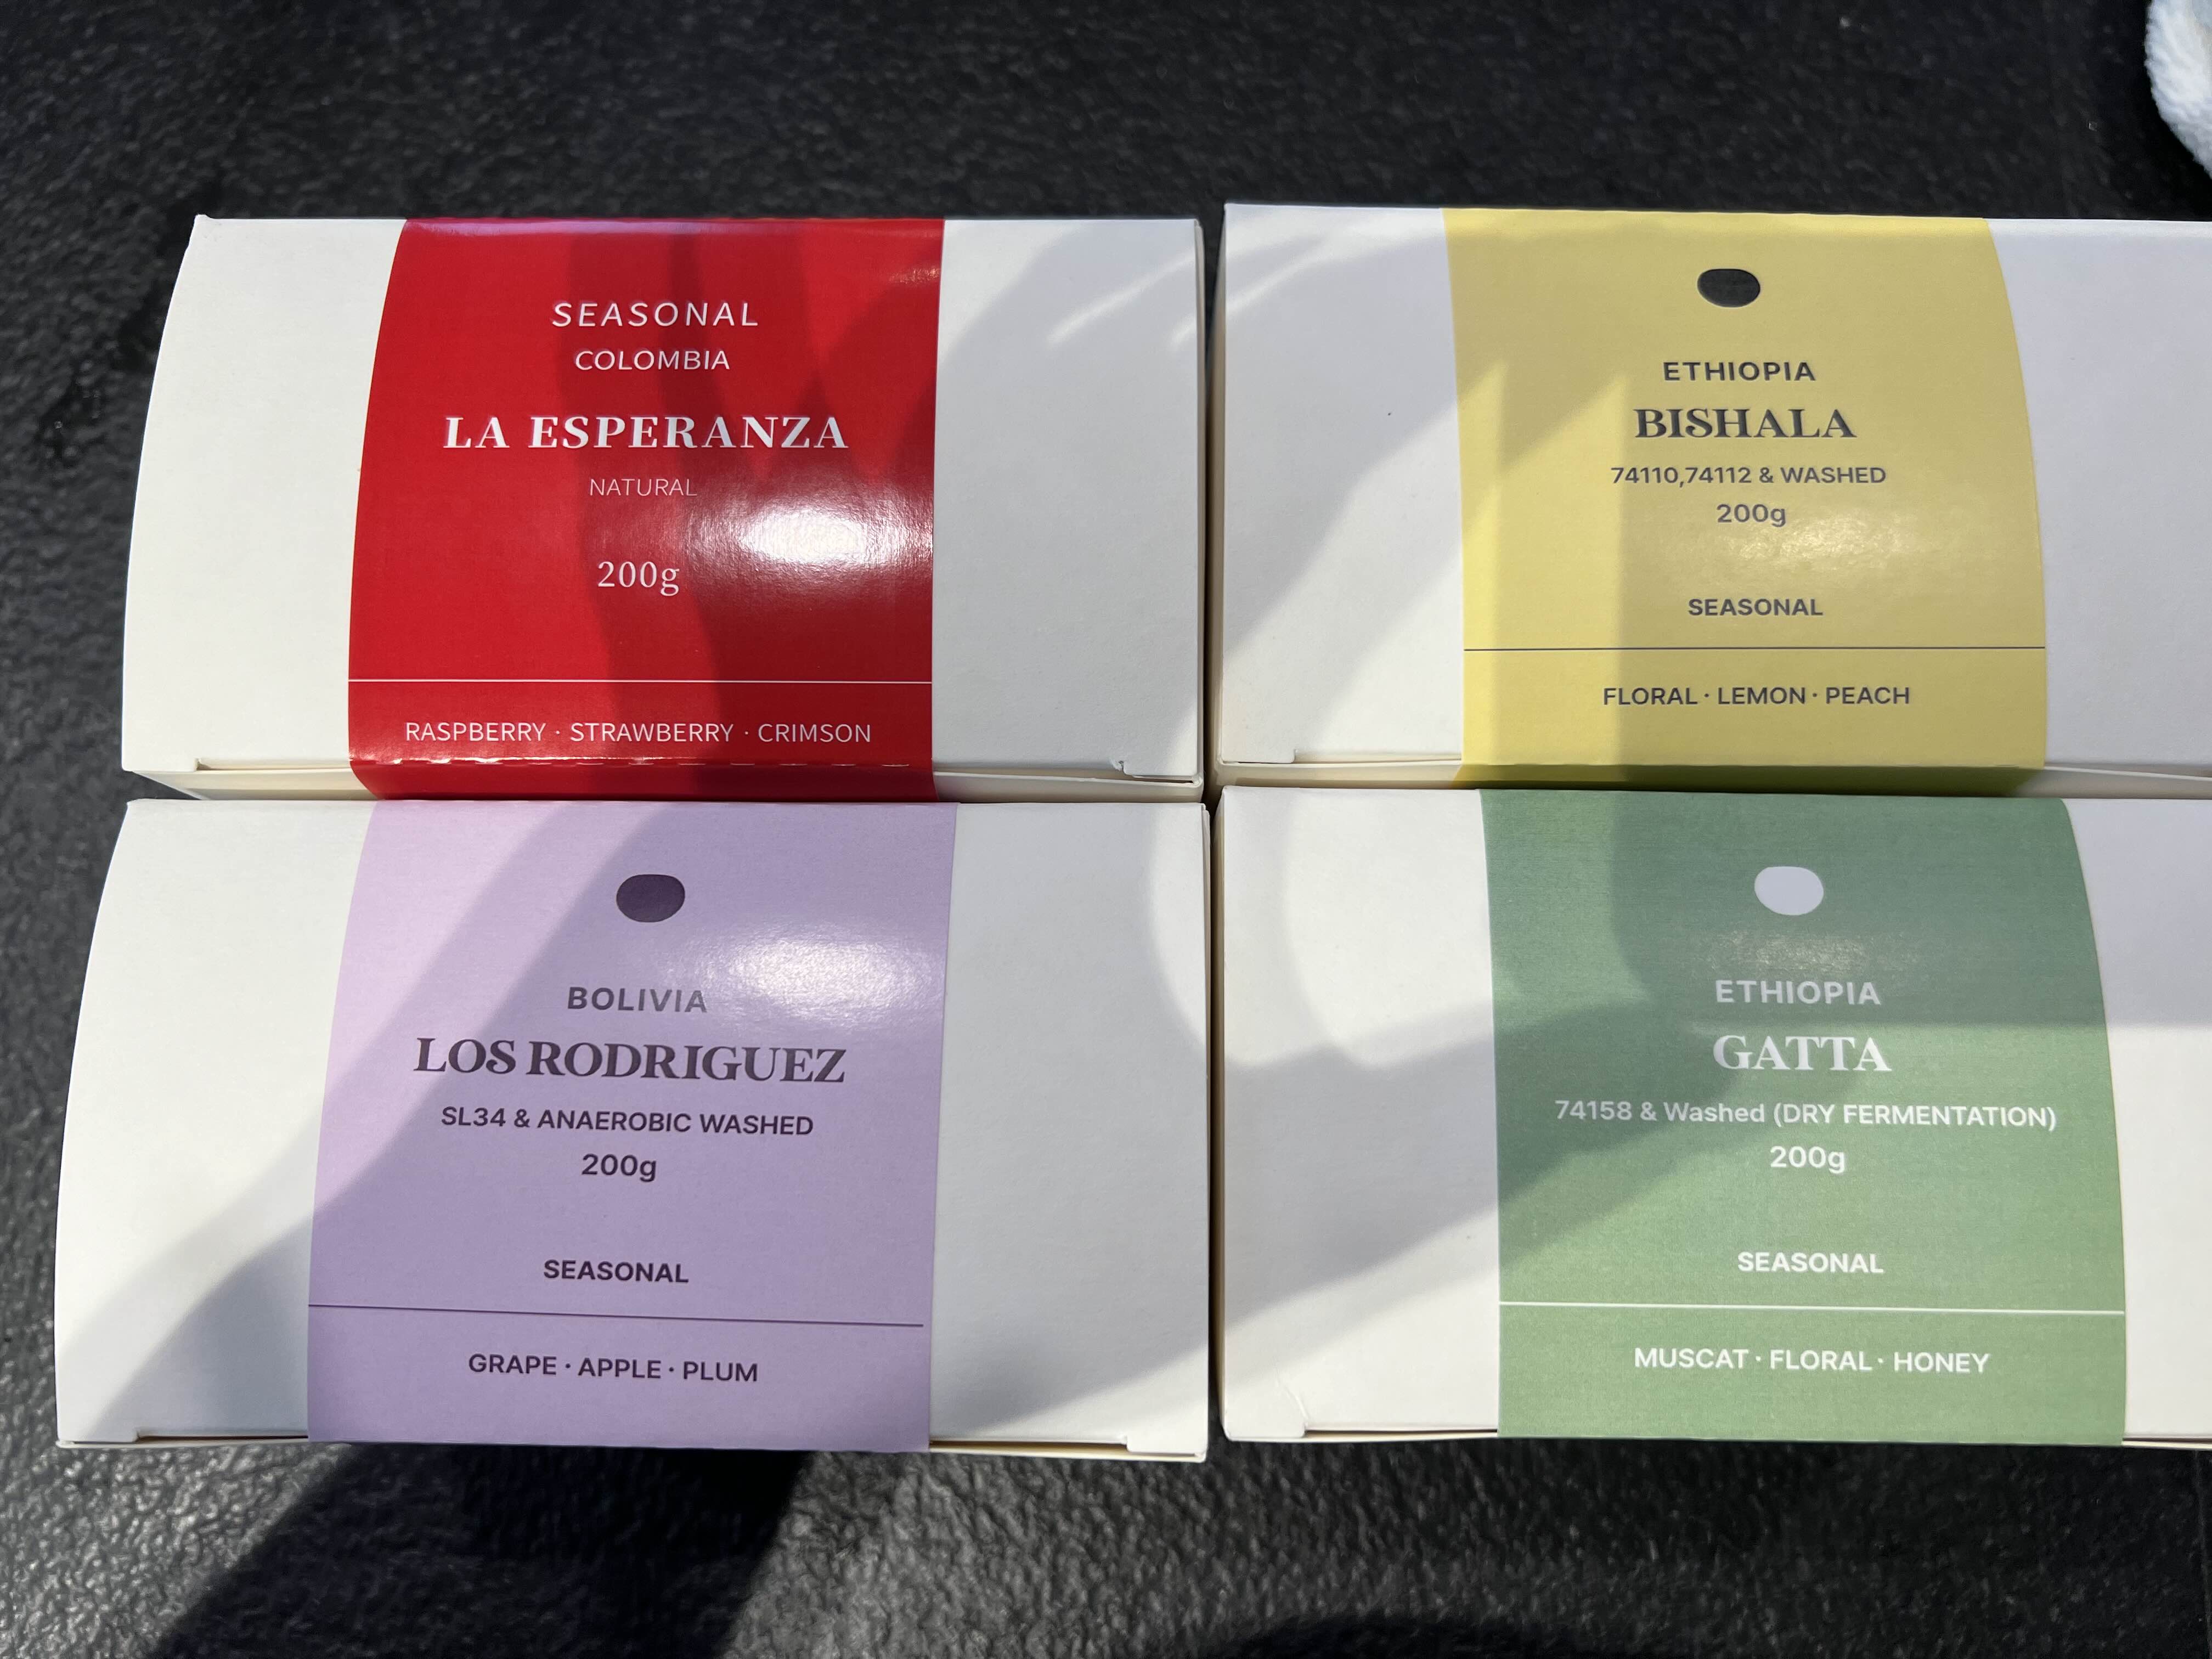 SEASONAL
COLOMBIA
LA ESPERANZA
NATURAL
200g
RASPBERRY · STRAWBERRY · CRIMSON
ETHIOPIA
BISHALA
74110,74112 & WASHED
200g
SEASONAL
FLORAL · LEMON · PEACH
BOLIVIA
LOS RODRIGUEZ
SL34 & ANAEROBIC WASHED
200g
SEASONAL
GRAPE · APPLE · PLUM
ETHIOPIA
GATTA
74158 & Washed (DRY FERMENTATION)
200g
SEASONAL
MUSCAT · FLORAL · HONEY